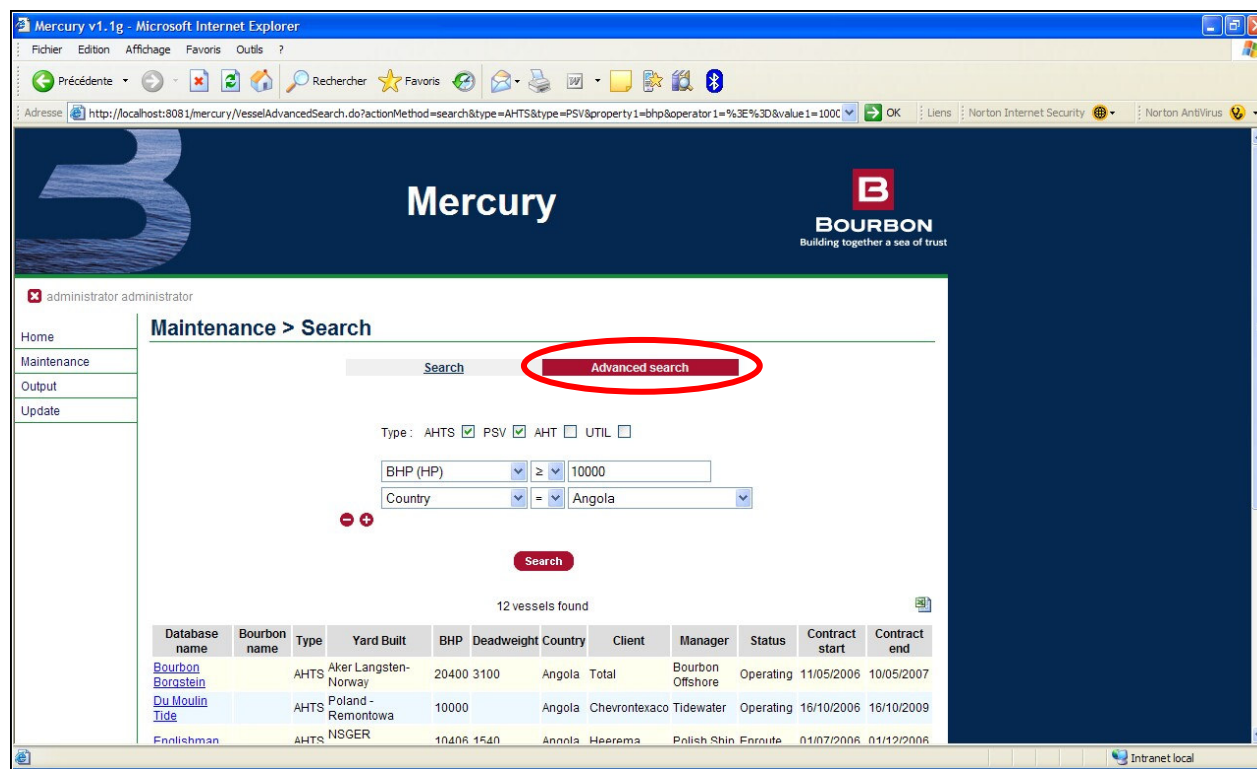 Mercury v1.1g - Microsoft Internet Explorer
Fichier Edition Affichage Favoris Outils ?
Précédente Rechercher Favoris
Adresse http://localhost:8081/mercury/VesselAdvancedSearch.do?actionMethod=search&type=AHTS&type=PSV&property1=bhp&operator1=%3E%3D&value1=1000 OK Liens Norton Internet Security Norton AntiVirus
Mercury
B
BOURBON
Building together a sea of trust
administrator administrator
Home
Maintenance
Output
Update
Maintenance > Search
Search Advanced search
Type : AHTS PSV AHT UTIL
BHP (HP) ≥ 10000
Country = Angola
Search
12 vessels found
Database name Bourbon name Type Yard Built BHP Deadweight Country Client Manager Status Contract start Contract end
Bourbon Borgstein AHTS Aker Langsten-Norway 20400 3100 Angola Total Bourbon Offshore Operating 11/05/2006 10/05/2007
Du Moulin Tide AHTS Poland - Remontowa 10000 Angola Chevrontexaco Tidewater Operating 16/10/2006 16/10/2009
Englishman AHTS NSGER 10406 1540 Angola Heerema Polish Ship Enroute 01/07/2006 01/12/2006
Intranet local